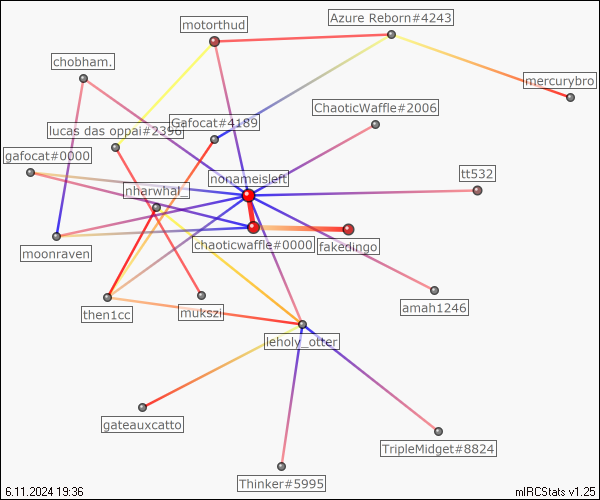 Azure Reborn#4243
motorthud
chobham.
mercurybro
ChaoticWaffle#2006
Gafocat#4189
lucas das oppai#2396
gafocat#0000
tt532
nonameisleft
nharwhal_
chaoticwaffle#0000
fakedingo
moonraven
amah1246
then1cc
mukszi
leholy_otter
gateauxcatto
TripleMidget#8824
Thinker#5995
6.11.2024 19:36
mIRCStats v1.25